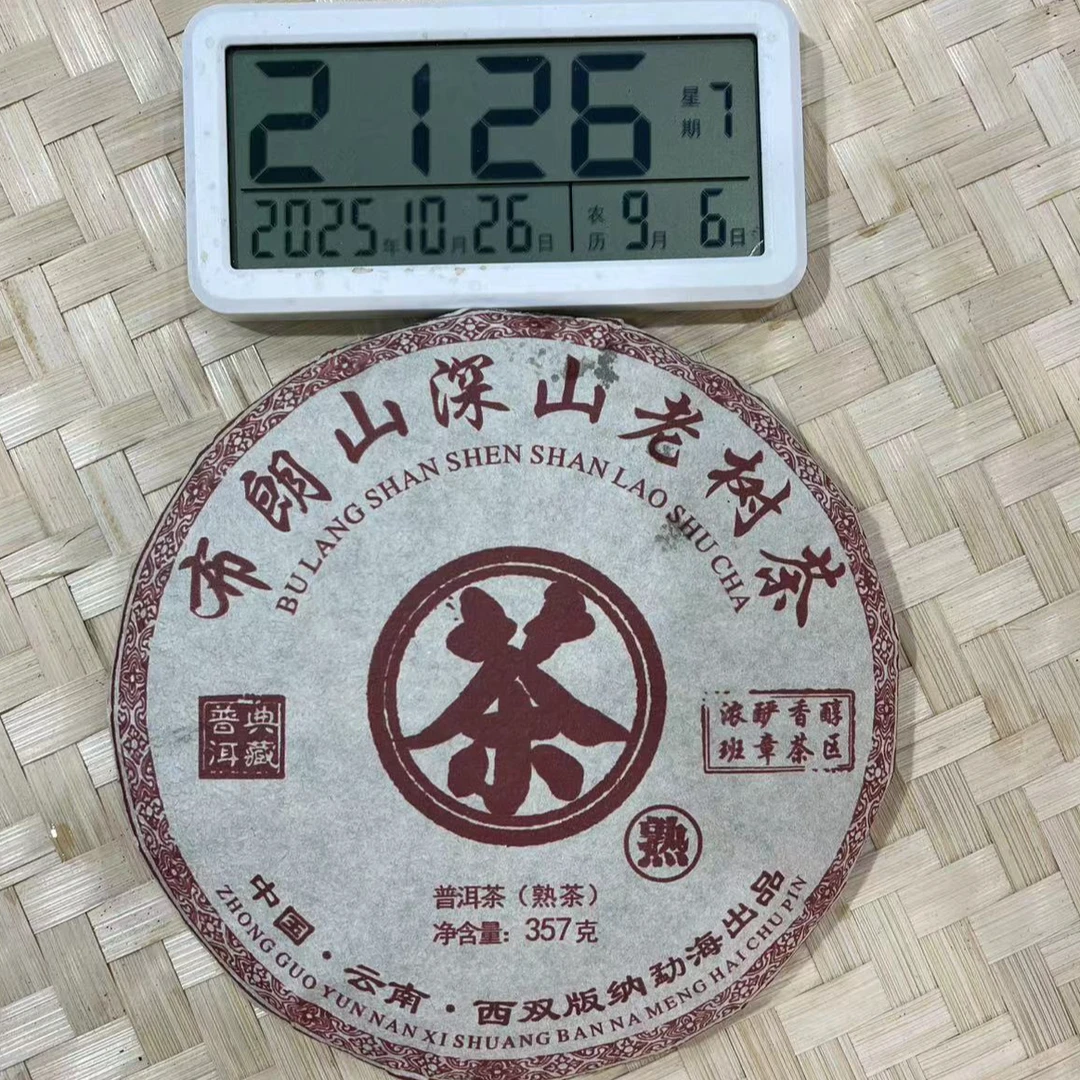 2126 星期 7
2025年10月26日 农历 9月 6日
布朗山深山老树茶
BU LANG SHAN SHEN SHAN LAO SHU CHA
茶
普洱
典藏
浓酽香醇
班章茶区
熟
普洱茶（熟茶）
净含量：357克
中国·云南·西双版纳勐海出品
ZHONG GUO YUN NAN XI SHUANG BAN NA MENG HAI CHU PIN